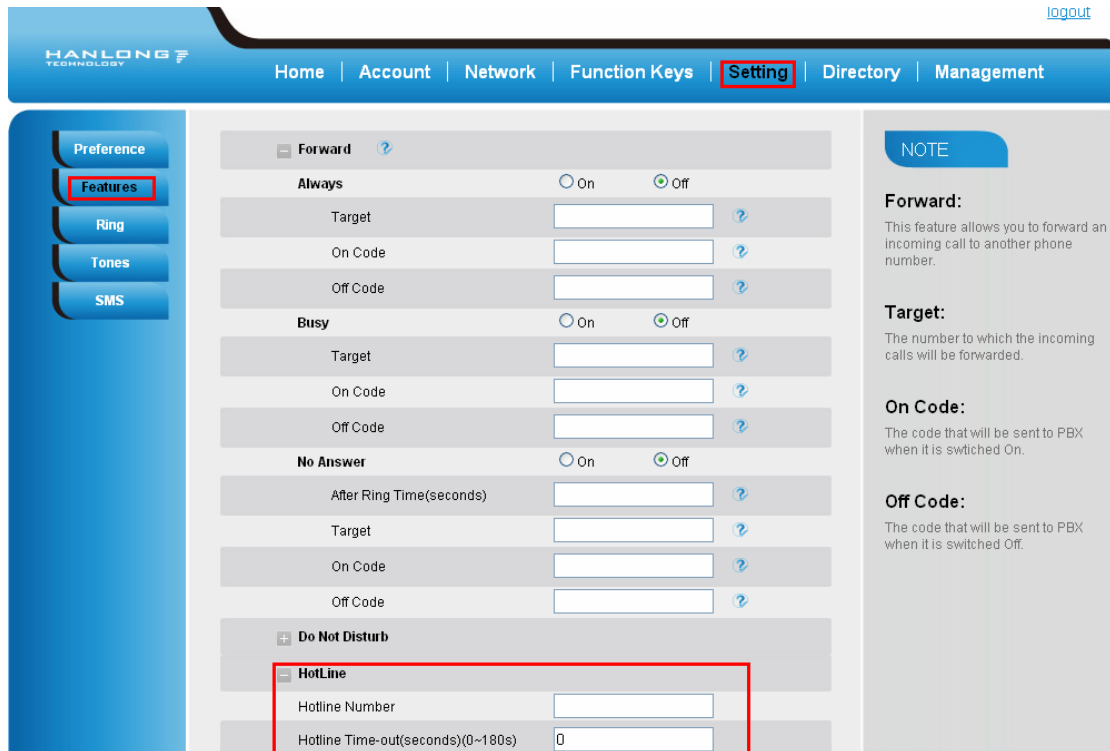 logout
HANLONG
TECHNOLOGY
Home | Account | Network | Function Keys | Setting | Directory | Management
Preference
Features
Ring
Tones
SMS
Forward
Always On Off
Target
On Code
Off Code
Busy On Off
Target
On Code
Off Code
No Answer On Off
After Ring Time(seconds)
Target
On Code
Off Code
Do Not Disturb
HotLine
Hotline Number
Hotline Time-out(seconds)(0~180s) 0
NOTE
Forward:
This feature allows you to forward an
incoming call to another phone
number.
Target:
The number to which the incoming
calls will be forwarded.
On Code:
The code that will be sent to PBX
when it is swtiched On.
Off Code:
The code that will be sent to PBX
when it is switched Off.